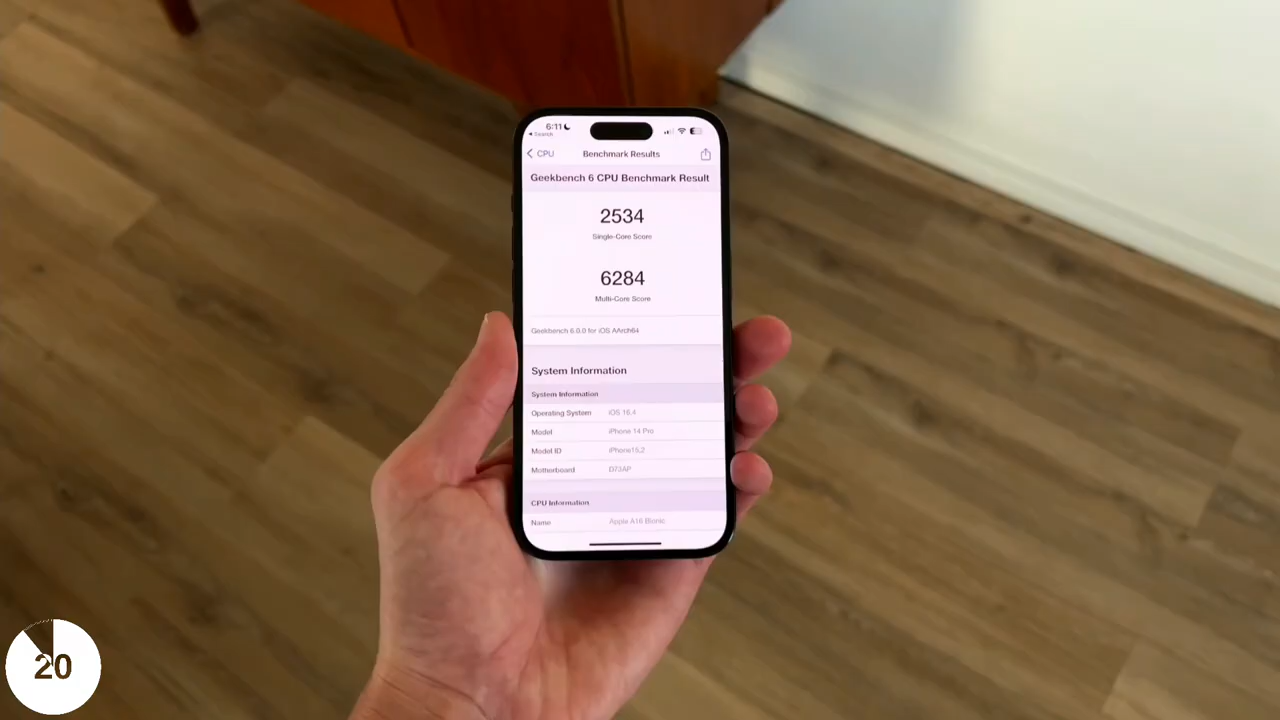 6:11
◂ Search
CPU
Benchmark Results
Geekbench 6 CPU Benchmark Result
2534
Single-Core Score
6284
Multi-Core Score
Geekbench 6.0.0 for iOS AArch64
System Information
System Information
Operating System iOS 16.4
Model iPhone 14 Pro
Model ID iPhone15,2
Motherboard D73AP
CPU Information
Name Apple A16 Bionic
20